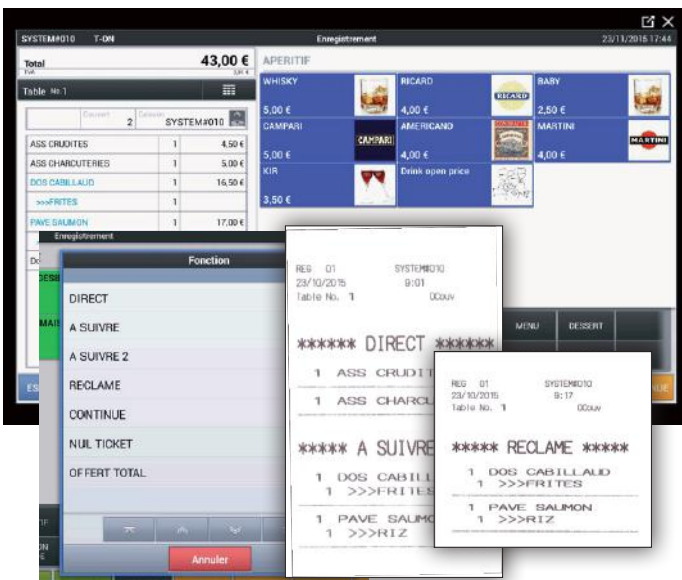 SYSTEM#010 T-ON Enregistrement 23/11/2015 17:44
Total 43,00 €
Table No.1
Couvert 2 SYSTEM#010
ASS CRUDITES 1 4,50 €
ASS CHARCUTERIES 1 5,00 €
DOS CABILLAUD 1 16,50 €
>>>FRITES 1
PAVE SAUMON 1 17,00 €
APERITIF
WHISKY
5,00 €
RICARD
RICARD
4,00 €
BABY
2,50 €
CAMPARI
CAMPARI
5,00 €
AMERICANO
4,00 €
MARTINI
MARTINI
4,00 €
KIR
3,50 €
Drink open price
MENU
DESSERT
Enregistrement
Fonction
DIRECT
A SUIVRE
A SUIVRE 2
RECLAME
CONTINUE
NUL TICKET
OFFERT TOTAL
Annuler
REG 01 SYSTEM#010
23/10/2015 9:01
Table No. 1 0Couv
****** DIRECT ******
1 ASS CRUDIT
1 ASS CHARCU
***** A SUIVRE
1 DOS CABILL
1 >>>FRITES
1 PAVE SAUMO
1 >>>RIZ
REG 01 SYSTEM#010
23/10/2015 9:17
Table No. 1 0Couv
***** RECLAME *****
1 DOS CABILLAUD
1 >>>FRITES
1 PAVE SAUMON
1 >>>RIZ